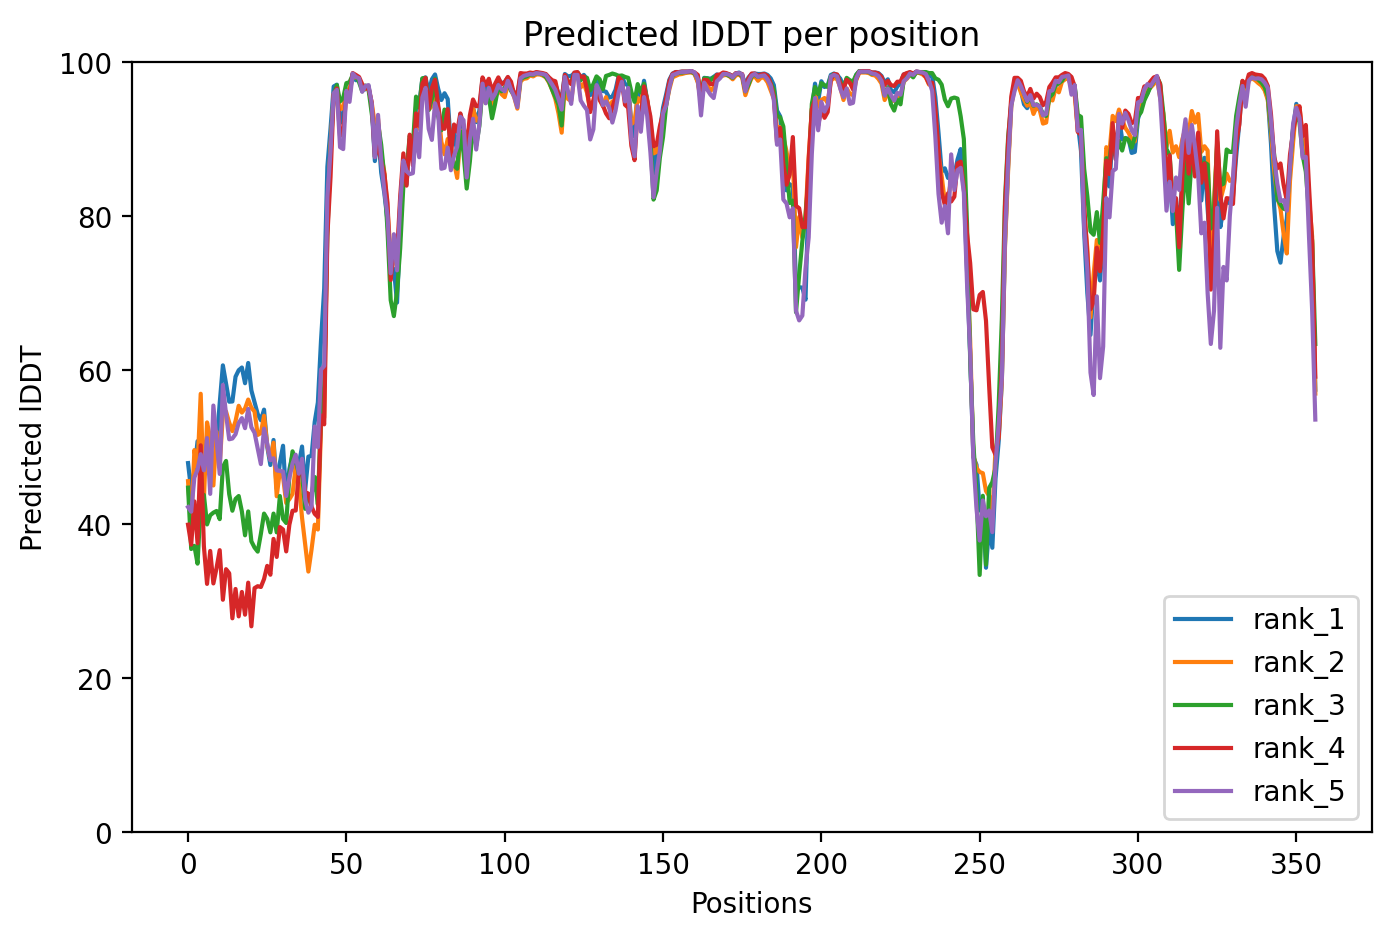 Predicted lDDT per position
100
80
60
40
20
0
Predicted lDDT
0 50 100 150 200 250 300 350
Positions
rank_1
rank_2
rank_3
rank_4
rank_5